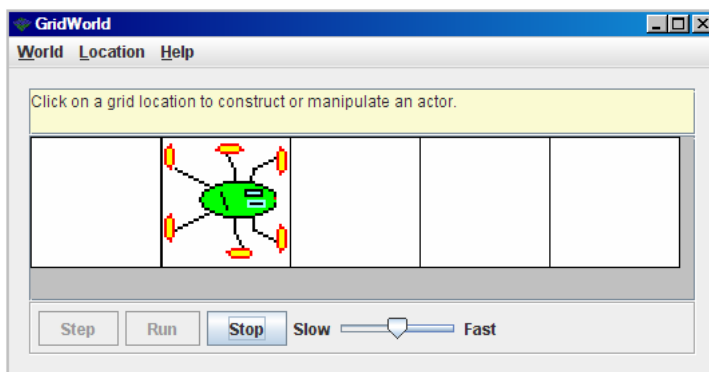 GridWorld
World Location Help
Click on a grid location to construct or manipulate an actor.
Step Run Stop Slow Fast